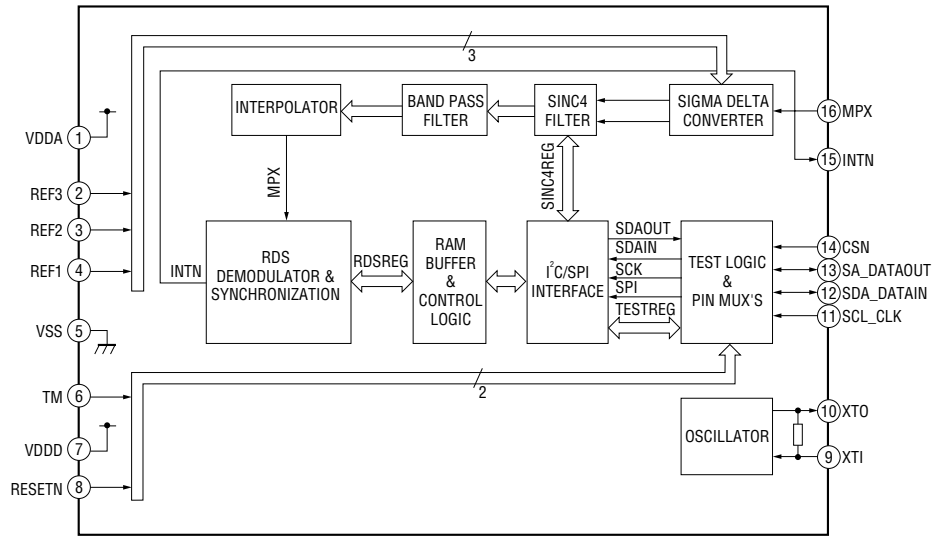 3
INTERPOLATOR
BAND PASS
FILTER
SINC4
FILTER
SIGMA DELTA
CONVERTER
16 MPX
VDDA 1
15 INTN
MPX
SINC4REG
REF3 2
REF2 3
REF1 4
INTN
RDS
DEMODULATOR &
SYNCHRONIZATION
RDSREG
RAM
BUFFER
&
CONTROL
LOGIC
I²C/SPI
INTERFACE
SDAOUT
SDAIN
SCK
SPI
TESTREG
TEST LOGIC
&
PIN MUX'S
14 CSN
13 SA_DATAOUT
12 SDA_DATAIN
11 SCL_CLK
VSS 5
2
TM 6
VDDD 7
RESETN 8
OSCILLATOR
10 XTO
9 XTI